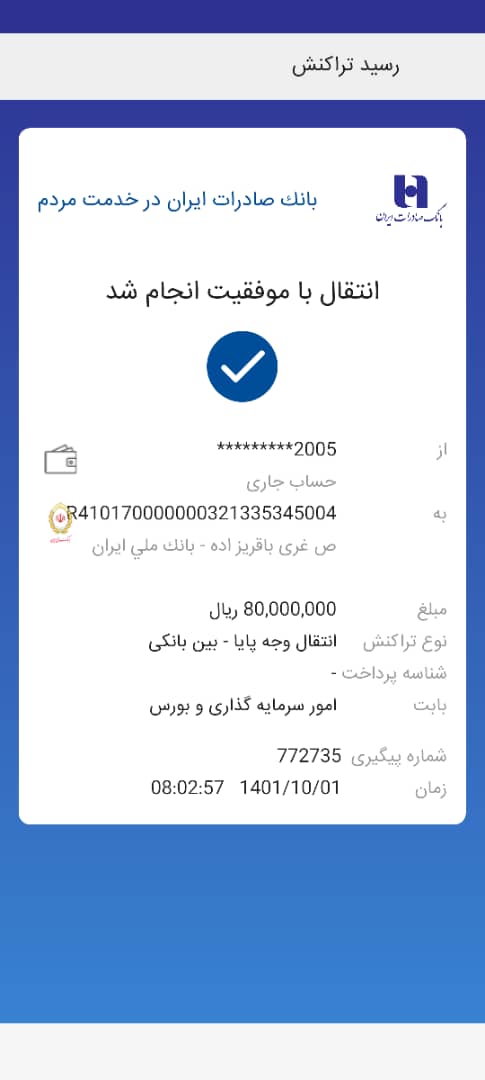 رسید تراکنش
بانک صادرات ایران
بانك صادرات ایران در خدمت مردم
انتقال با موفقیت انجام شد
از *********2005
حساب جاری
به R410170000000321335345004
ص غری باقریز اده - بانك ملي ایران
مبلغ 80,000,000 ریال
نوع تراکنش انتقال وجه پایا - بین بانکی
شناسه پرداخت -
بابت امور سرمایه گذاری و بورس
شماره پیگیری 772735
زمان 1401/10/01 08:02:57